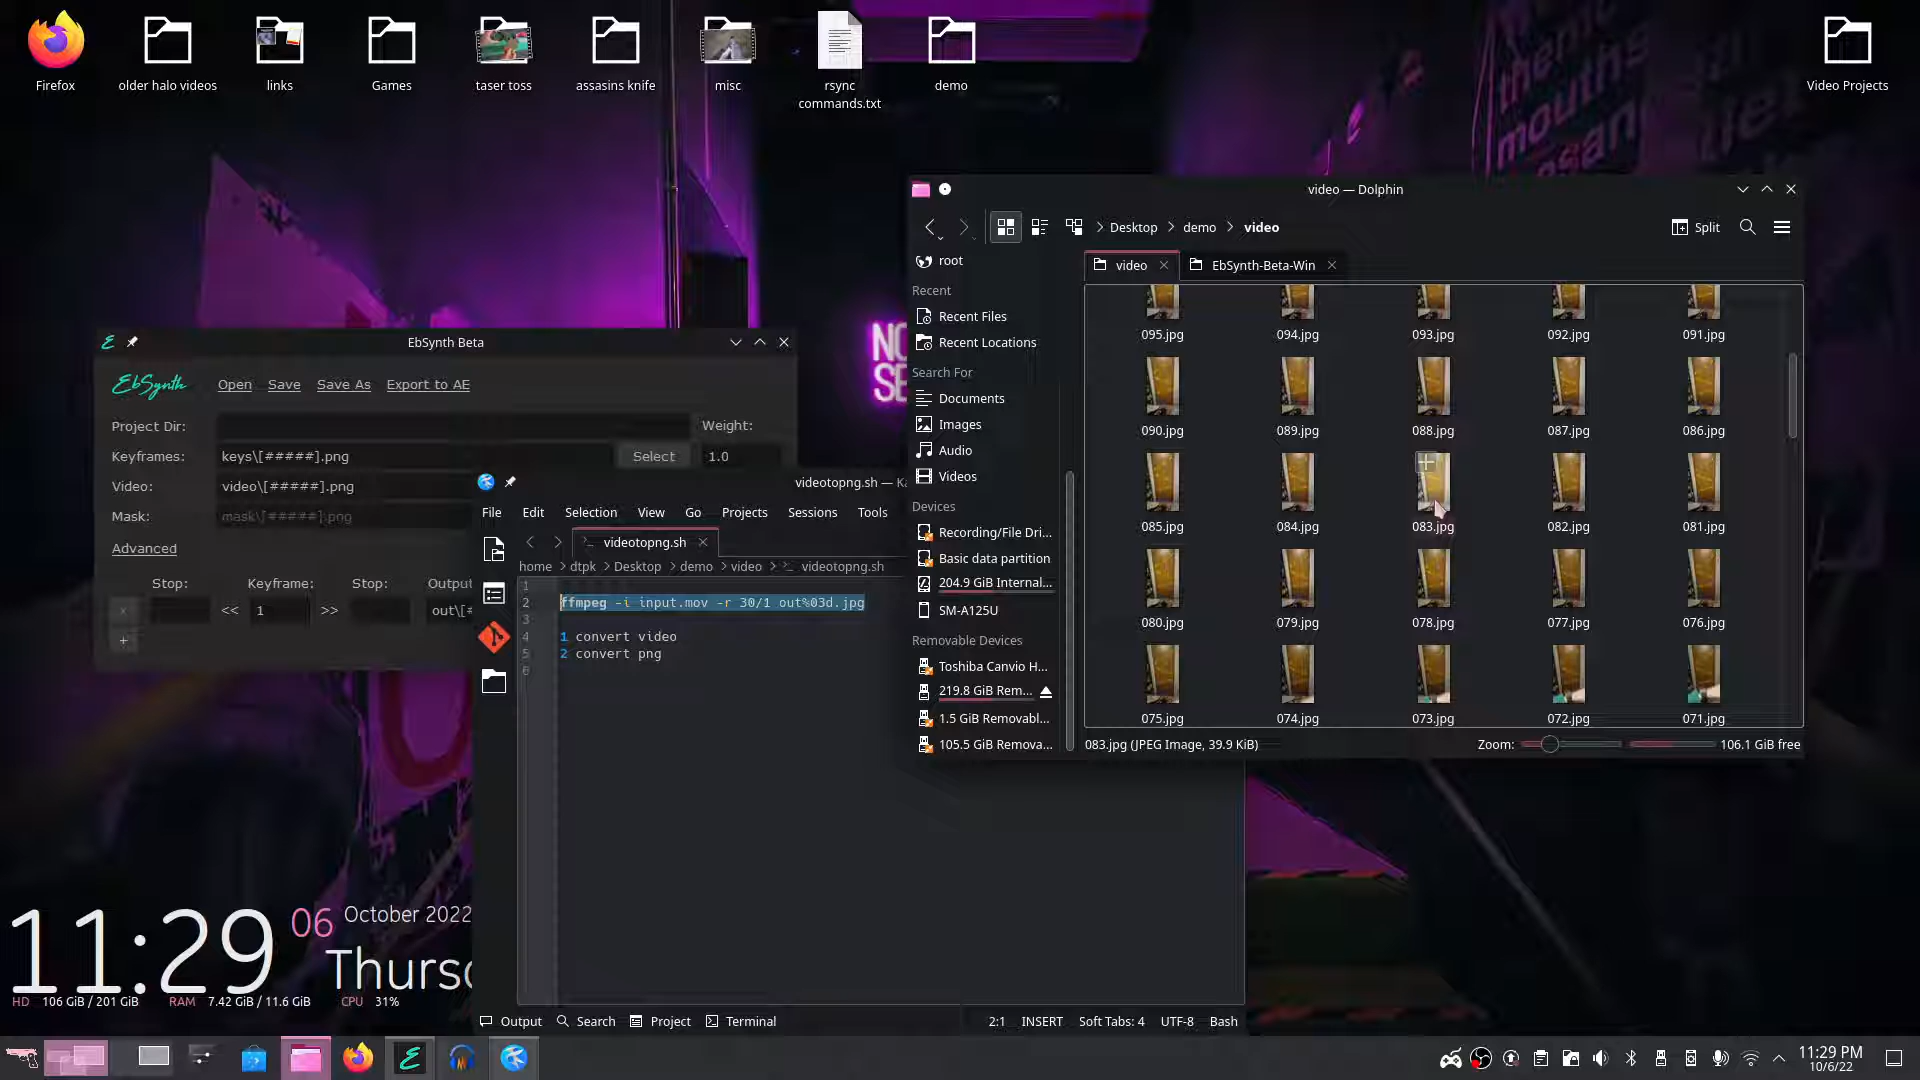 Firefox
older halo videos
links
Games
taser toss
assasins knife
misc
rsync
commands.txt
demo
Video Projects
them
mouths
video — Dolphin
Desktop
demo
video
Split
root
Recent
Recent Files
Recent Locations
Search For
Documents
Images
Audio
Videos
Devices
Recording/File Dri...
Basic data partition
204.9 GiB Internal...
SM-A125U
Removable Devices
Toshiba Canvio H...
219.8 GiB Rem...
1.5 GiB Removabl...
105.5 GiB Remova...
video
EbSynth-Beta-Win
095.jpg 094.jpg 093.jpg 092.jpg 091.jpg
090.jpg 089.jpg 088.jpg 087.jpg 086.jpg
085.jpg 084.jpg 083.jpg 082.jpg 081.jpg
080.jpg 079.jpg 078.jpg 077.jpg 076.jpg
075.jpg 074.jpg 073.jpg 072.jpg 071.jpg
083.jpg (JPEG Image, 39.9 KiB)
Zoom:
106.1 GiB free
NO
SE
EbSynth Beta
EbSynth
Open Save Save As Export to AE
Project Dir:
Weight:
Keyframes: keys\[#####].png Select 1.0
Video: video\[#####].png
Mask: mask\[#####].png
Advanced
Stop: Keyframe: Stop: Output
x << 1 >> out\[#
+
videotopng.sh — Ka
File Edit Selection View Go Projects Sessions Tools
videotopng.sh
home > dtpk > Desktop > demo > video > videotopng.sh
1
2 ffmpeg -i input.mov -r 30/1 out%03d.jpg
3
4 1 convert video
5 2 convert png
6
Output Search Project Terminal
2:1 INSERT Soft Tabs: 4 UTF-8 Bash
11:29 06 October 2022
Thurs
HD 106 GiB / 201 GiB RAM 7.42 GiB / 11.6 GiB CPU 31%
11:29 PM
10/6/22